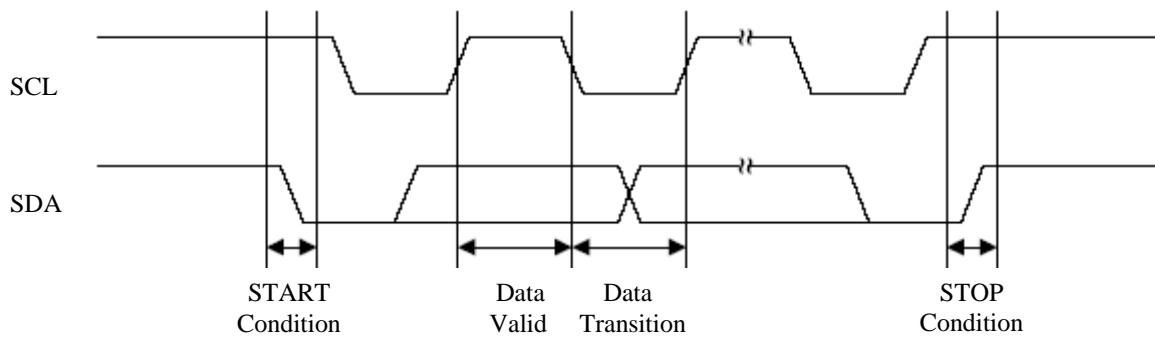 SCL
SDA
START
Condition
Data
Valid
Data
Transition
STOP
Condition